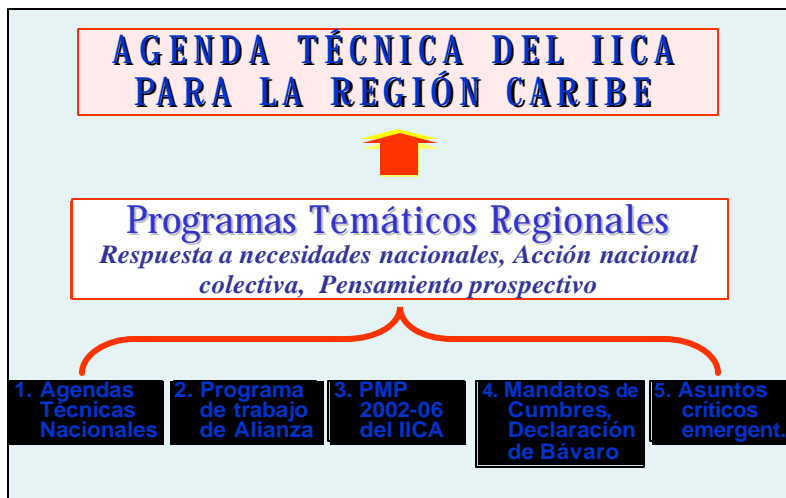 AGENDA TÉCNICA DEL IICA
PARA LA REGIÓN CARIBE
Programas Temáticos Regionales
Respuesta a necesidades nacionales, Acción nacional
colectiva, Pensamiento prospectivo
1. Agendas
Técnicas
Nacionales
2. Programa
de trabajo
de Alianza
3. PMP
2002-06
del IICA
4. Mandatos de
Cumbres,
Declaración
de Bávaro
5. Asuntos
críticos
emergent.